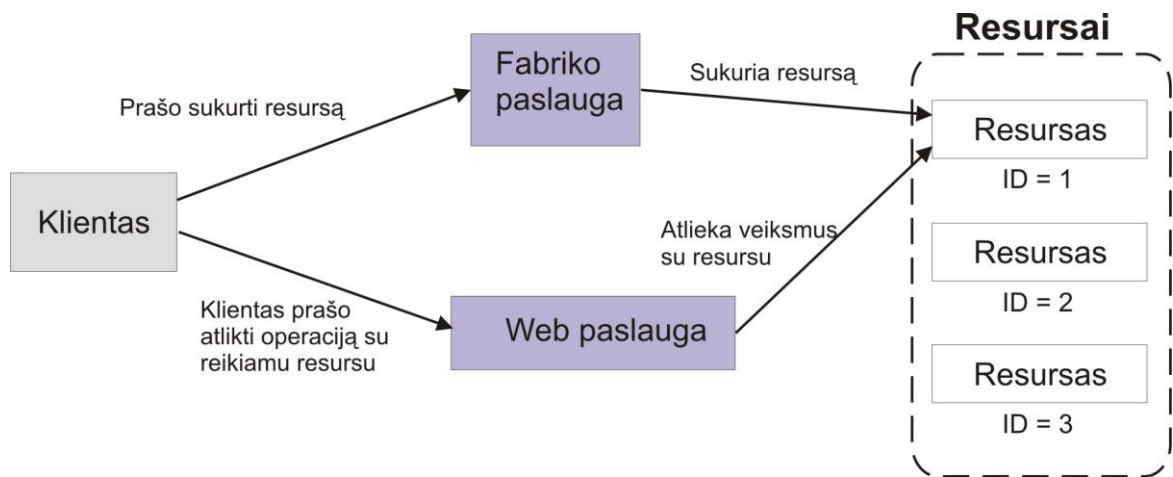 Resursai
Fabriko
paslauga
Sukuria resursą
Prašo sukurti resursą
Resursas
ID = 1
Klientas
Atlieka veiksmus
su resursu
Resursas
ID = 2
Klientas prašo
atlikti operaciją su
reikiamu resursu
Web paslauga
Resursas
ID = 3